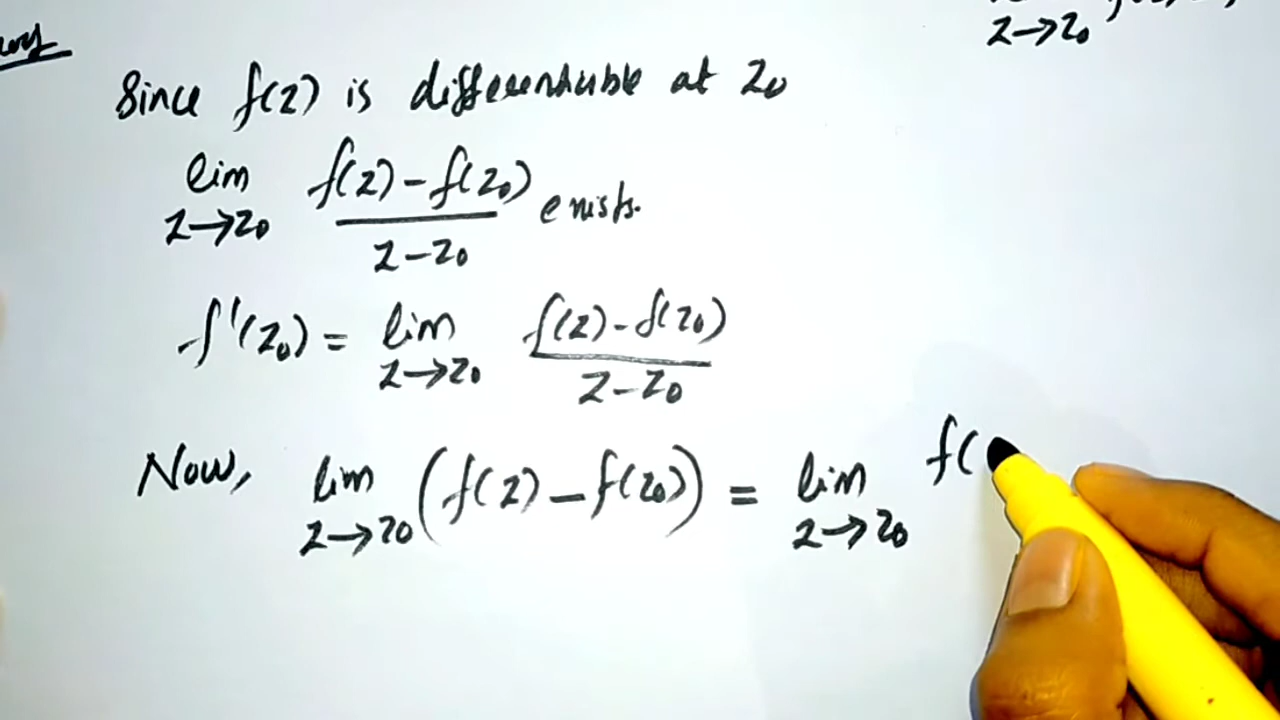 z→z₀
Since f(z) is differentiable at z₀
lim z→z₀ f(z)-f(z₀) / z-z₀ exists.
f'(z₀) = lim z→z₀ f(z)-f(z₀) / z-z₀
Now, lim z→z₀ (f(z)-f(z₀)) = lim z→z₀ f(